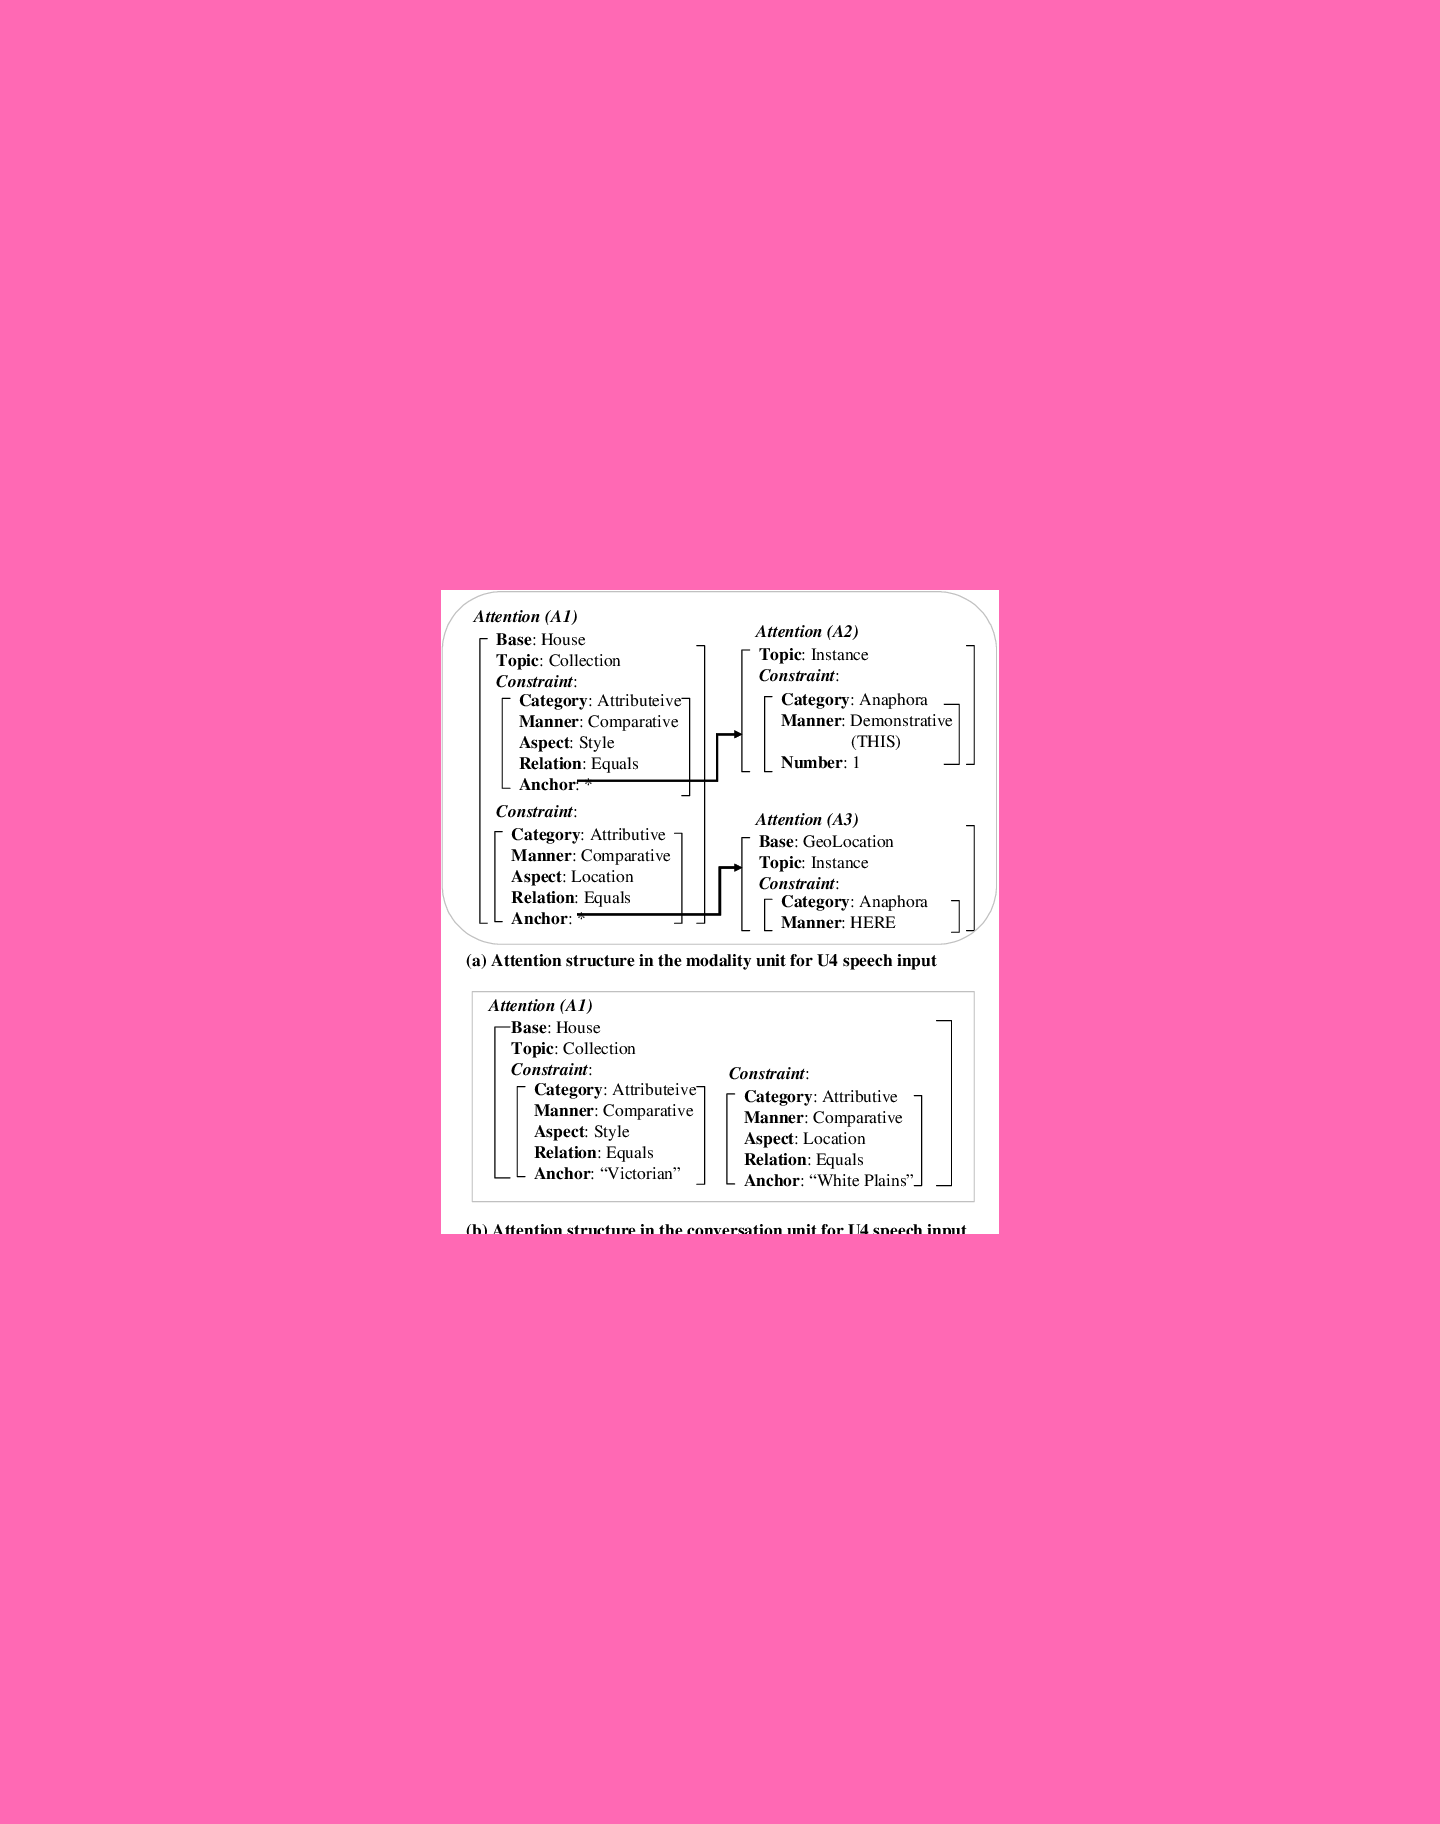 Attention (A1)
Base: House
Topic: Collection
Constraint:
Category: Attributeive
Manner: Comparative
Aspect: Style
Relation: Equals
Anchor: *
Constraint:
Category: Attributive
Manner: Comparative
Aspect: Location
Relation: Equals
Anchor: *
Attention (A2)
Topic: Instance
Constraint:
Category: Anaphora
Manner: Demonstrative
(THIS)
Number: 1
Attention (A3)
Base: GeoLocation
Topic: Instance
Constraint:
Category: Anaphora
Manner: HERE
(a) Attention structure in the modality unit for U4 speech input
Attention (A1)
Base: House
Topic: Collection
Constraint:
Category: Attributeive
Manner: Comparative
Aspect: Style
Relation: Equals
Anchor: “Victorian”
Constraint:
Category: Attributive
Manner: Comparative
Aspect: Location
Relation: Equals
Anchor: “White Plains”
(b) Attention structure in the conversation unit for U4 speech input